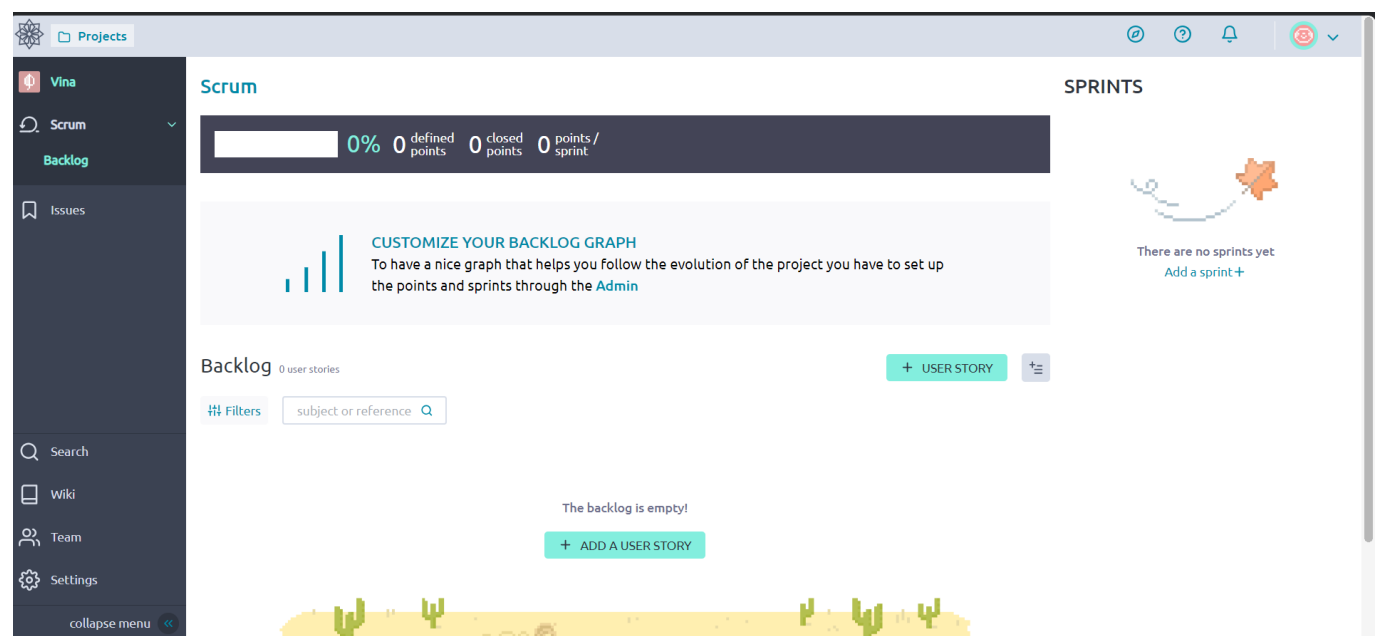 Projects
Vina
Scrum
Backlog
Issues
Search
Wiki
Team
Settings
collapse menu
Scrum
0% 0 defined points 0 closed points 0 points / sprint
CUSTOMIZE YOUR BACKLOG GRAPH
To have a nice graph that helps you follow the evolution of the project you have to set up
the points and sprints through the Admin
Backlog 0 user stories
+ USER STORY
Filters
subject or reference
The backlog is empty!
+ ADD A USER STORY
SPRINTS
There are no sprints yet
Add a sprint+